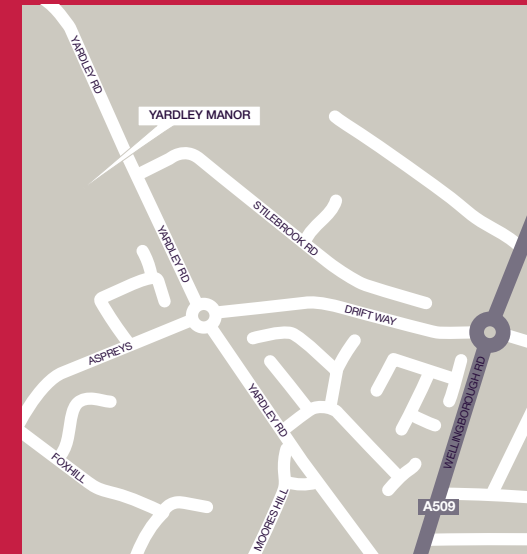 YARDLEY RD
YARDLEY MANOR
STILEBROOK RD
YARDLEY RD
DRIFT WAY
ASPREYS
YARDLEY RD
WELLINGBOROUGH RD
FOXHILL
A509
MOORES HILL